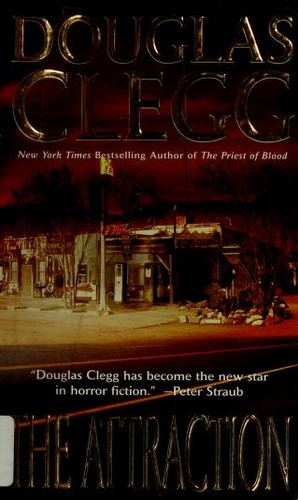 DOUGLAS
CLEGG
New York Times Bestselling Author of The Priest of Blood
"Douglas Clegg has become the new star
in horror fiction." —Peter Straub
THE ATTRACTION